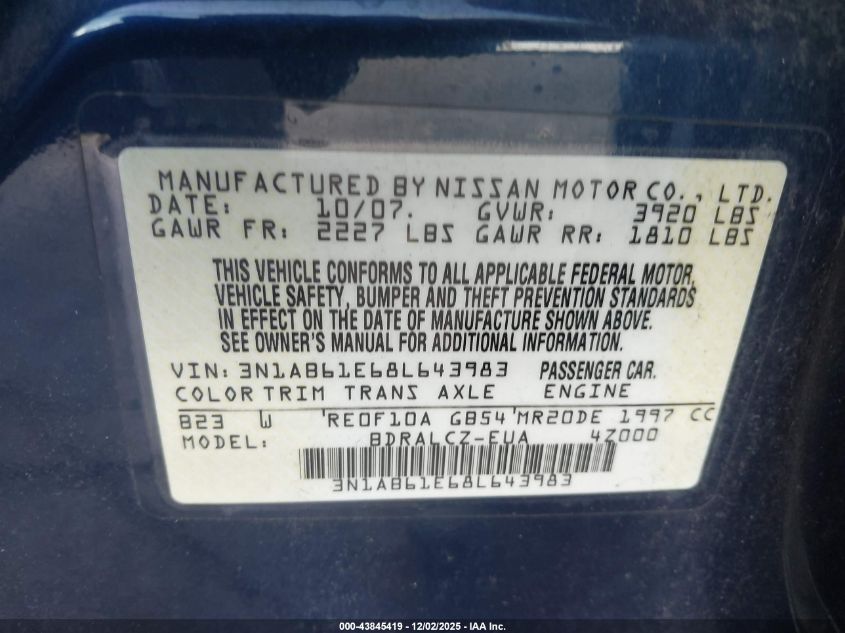 MANUFACTURED BY NISSAN MOTOR CO., LTD.
DATE: 10/07. GVWR: 3920 LBS
GAWR FR: 2227 LBS GAWR RR: 1810 LBS
THIS VEHICLE CONFORMS TO ALL APPLICABLE FEDERAL MOTOR,
VEHICLE SAFETY, BUMPER AND THEFT PREVENTION STANDARDS
IN EFFECT ON THE DATE OF MANUFACTURE SHOWN ABOVE.
SEE OWNER'S MANUAL FOR ADDITIONAL INFORMATION.
VIN: 3N1AB61E68L643983 PASSENGER CAR.
COLOR TRIM TRANS AXLE ENGINE
B23 W 'RE0F10A GB54 'MR20DE 1997 CC
MODEL: BDRALCZ-EUA 4Z000
3N1AB61E68L643983
000-43845419 - 12/02/2025 - IAA Inc.